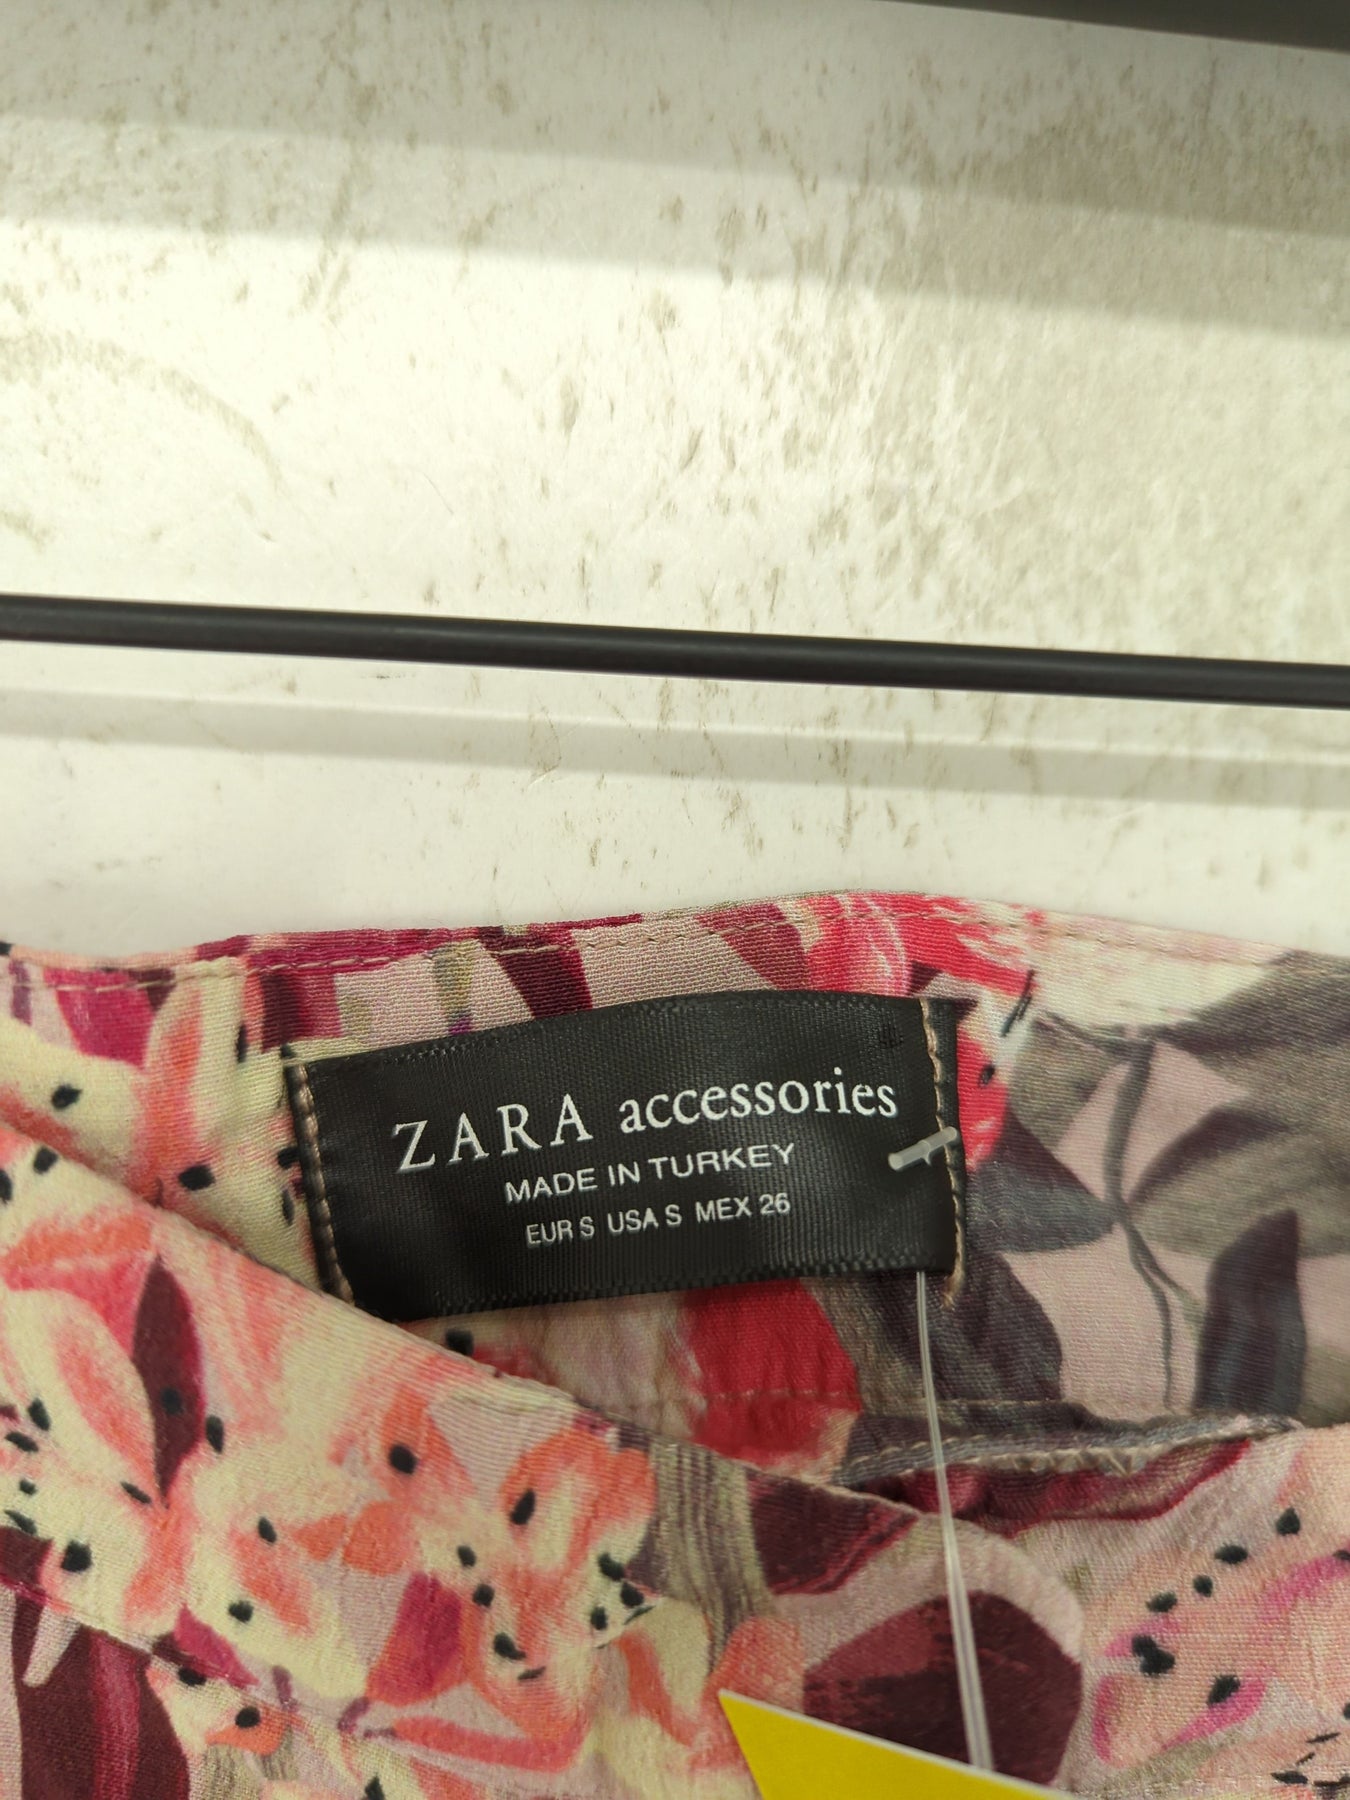 ZARA accessories
MADE IN TURKEY
EUR S USA S MEX 26